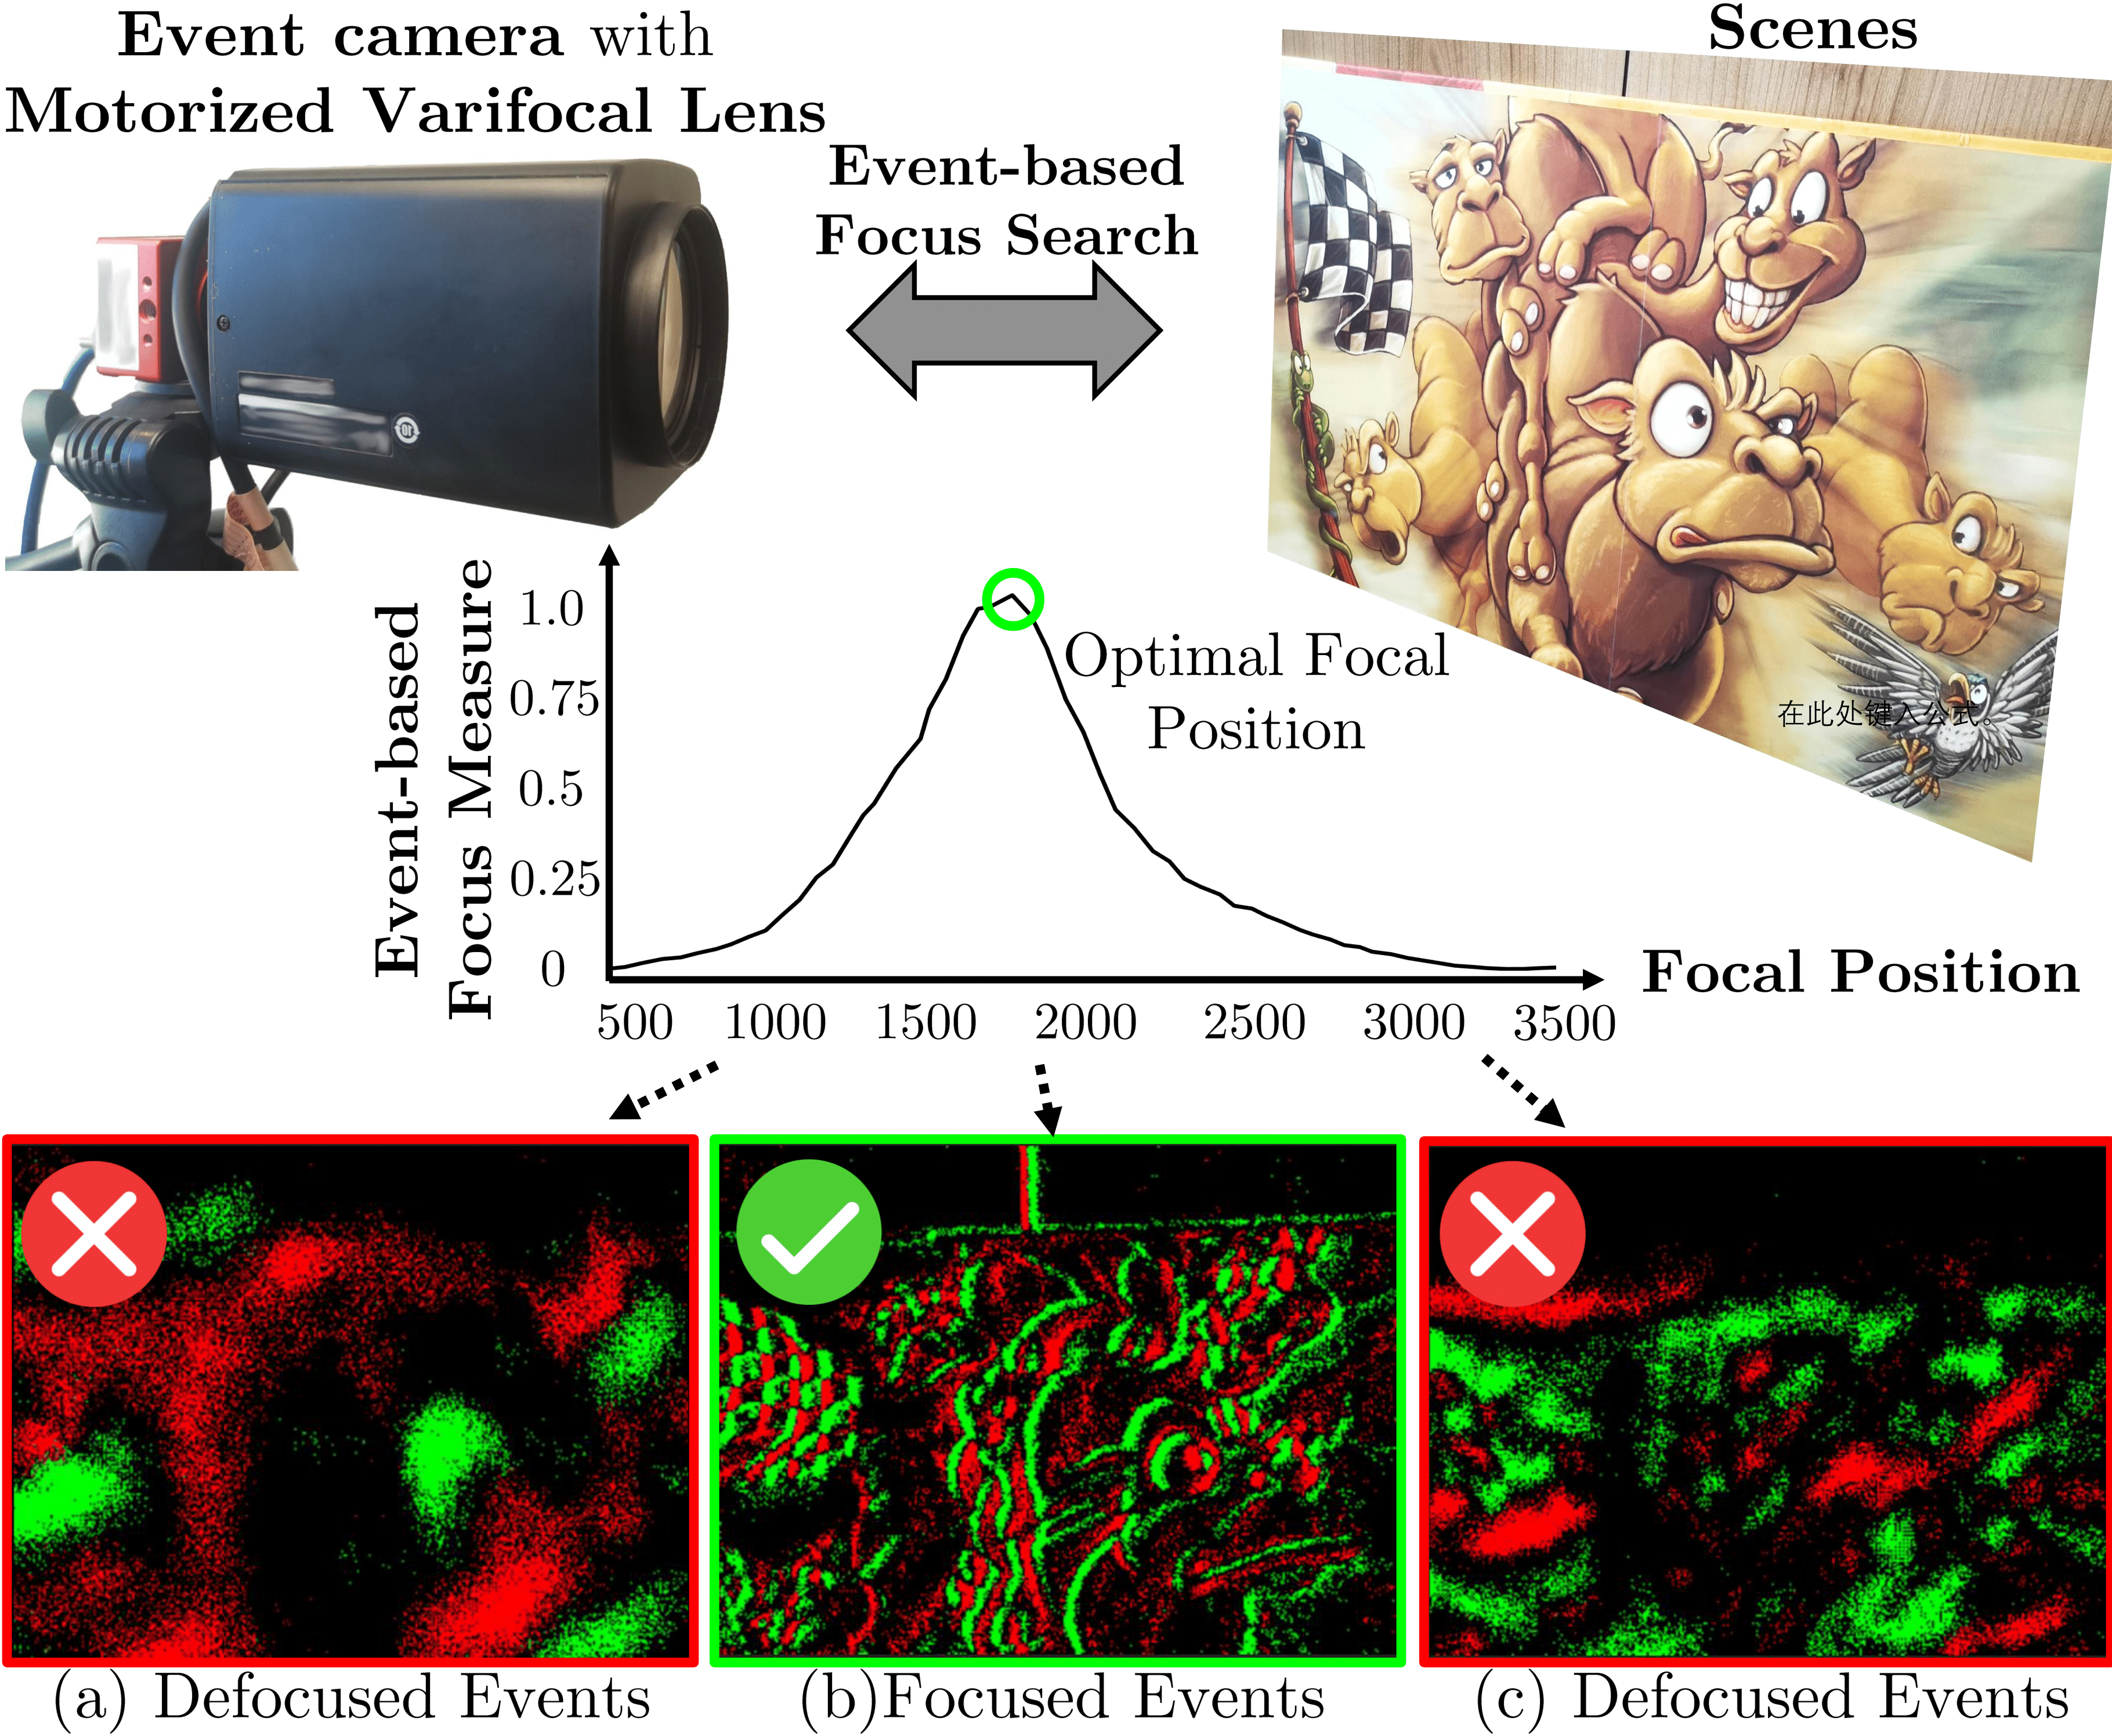 Event camera with
Motorized Varifocal Lens
Event-based
Focus Search
Scenes
Event-based
Focus Measure
1.0
0.75
0.5
0.25
0
Optimal Focal
Position
在此处键入公式。
500 1000 1500 2000 2500 3000 3500
Focal Position
(a) Defocused Events
(b)Focused Events
(c) Defocused Events